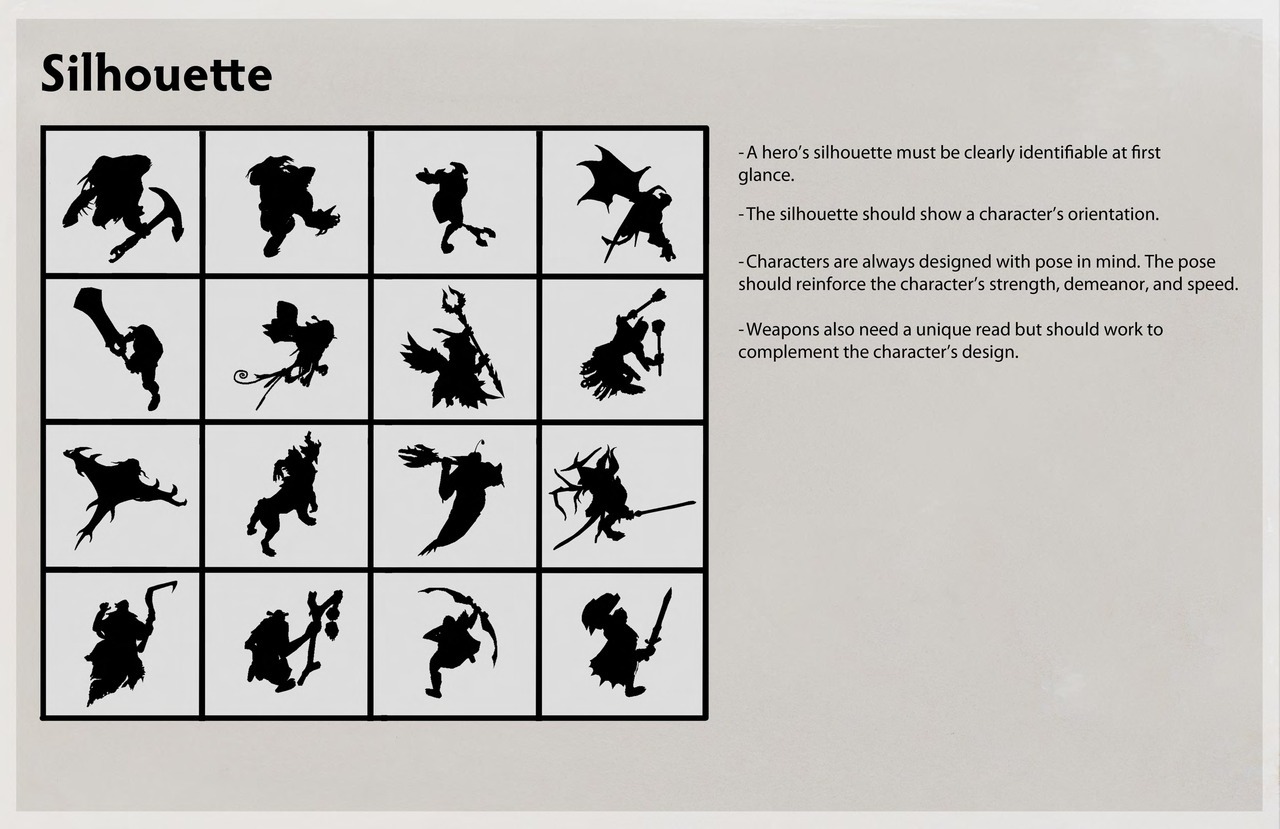 Silhouette
-A hero’s silhouette must be clearly identifiable at first
glance.
-The silhouette should show a character’s orientation.
-Characters are always designed with pose in mind. The pose
should reinforce the character’s strength, demeanor, and speed.
-Weapons also need a unique read but should work to
complement the character’s design.